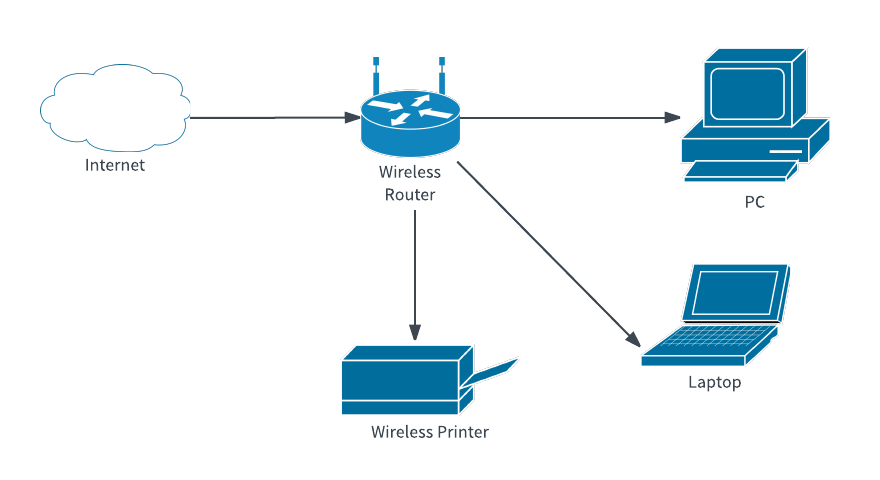 Internet
Wireless
Router
PC
Laptop
Wireless Printer